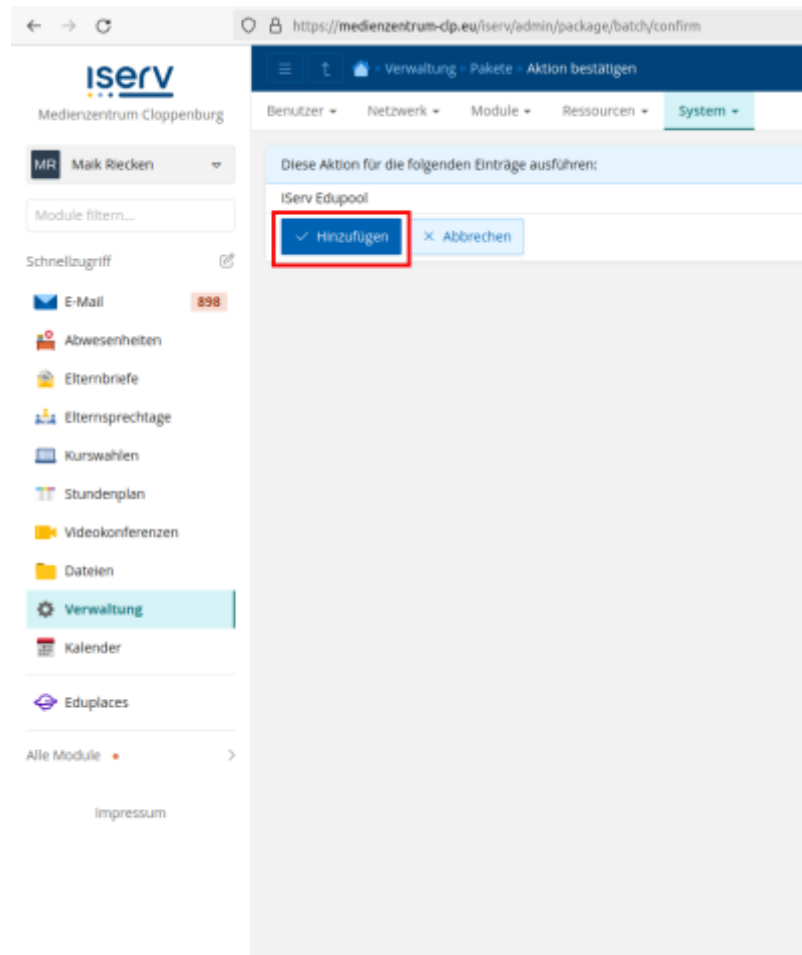 https://medienzentrum-clp.eu/iserv/admin/package/batch/confirm
IServ
Medienzentrum Cloppenburg
Verwaltung Pakete Aktion bestätigen
Benutzer Netzwerk Module Ressourcen System
MR Maik Riecken
Diese Aktion für die folgenden Einträge ausführen:
IServ Edupool
Hinzufügen Abbrechen
Module filtern...
Schnellzugriff
E-Mail 898
Abwesenheiten
Elternbriefe
Elternsprechtage
Kurswahlen
Stundenplan
Videokonferenzen
Dateien
Verwaltung
Kalender
Eduplaces
Alle Module
Impressum